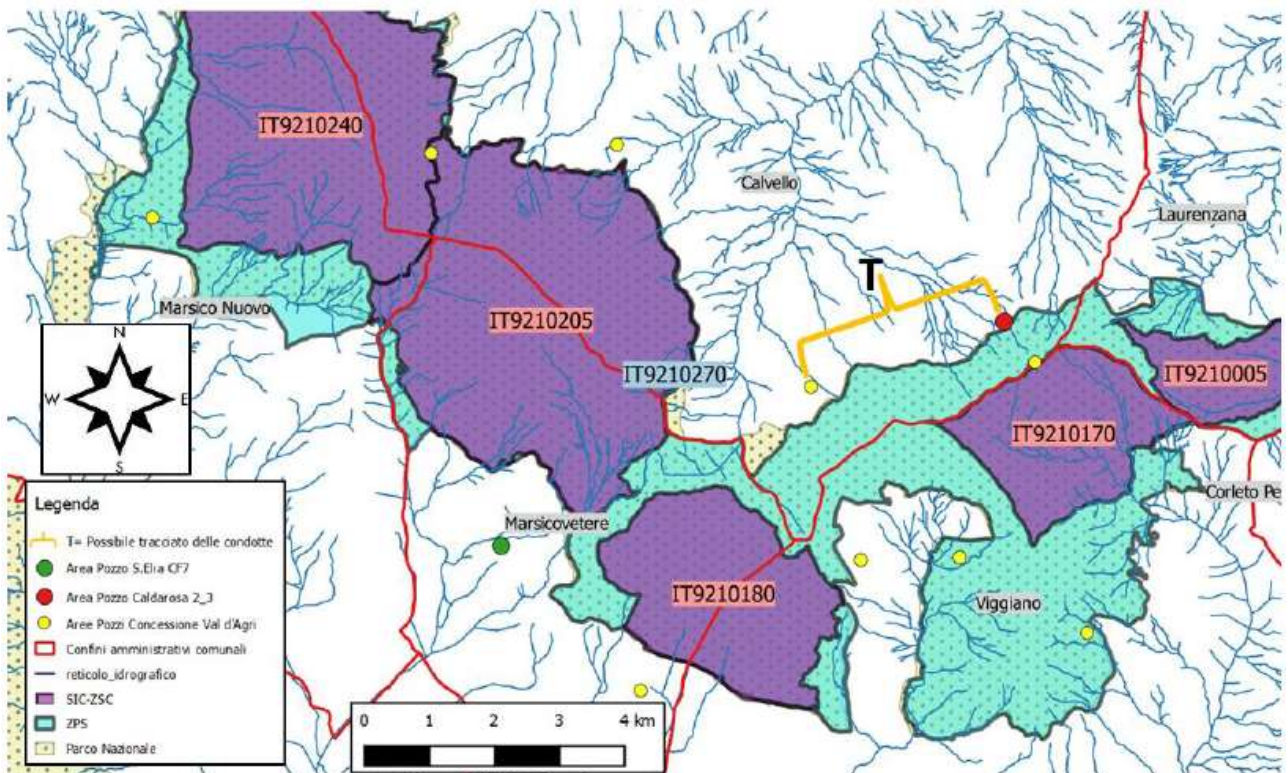 IT9210240
Calvello
Laurenzana
T
Marsico Nuovo
IT9210205
IT9210270
IT9210005
IT9210170
N
W
E
S
Corleto Pe
Marsicovetere
IT9210180
Viggiano
Legenda
T= Possibile tracciato delle condotte
Area Pozzo S.Elia CF7
Area Pozzo Caldarosa 2_3
Aree Pozzi Concessione Val d'Agri
Confini amministrativi comunali
reticolo_idrografico
SIC-ZSC
ZPS
Parco Nazionale
0 1 2 3 4 km